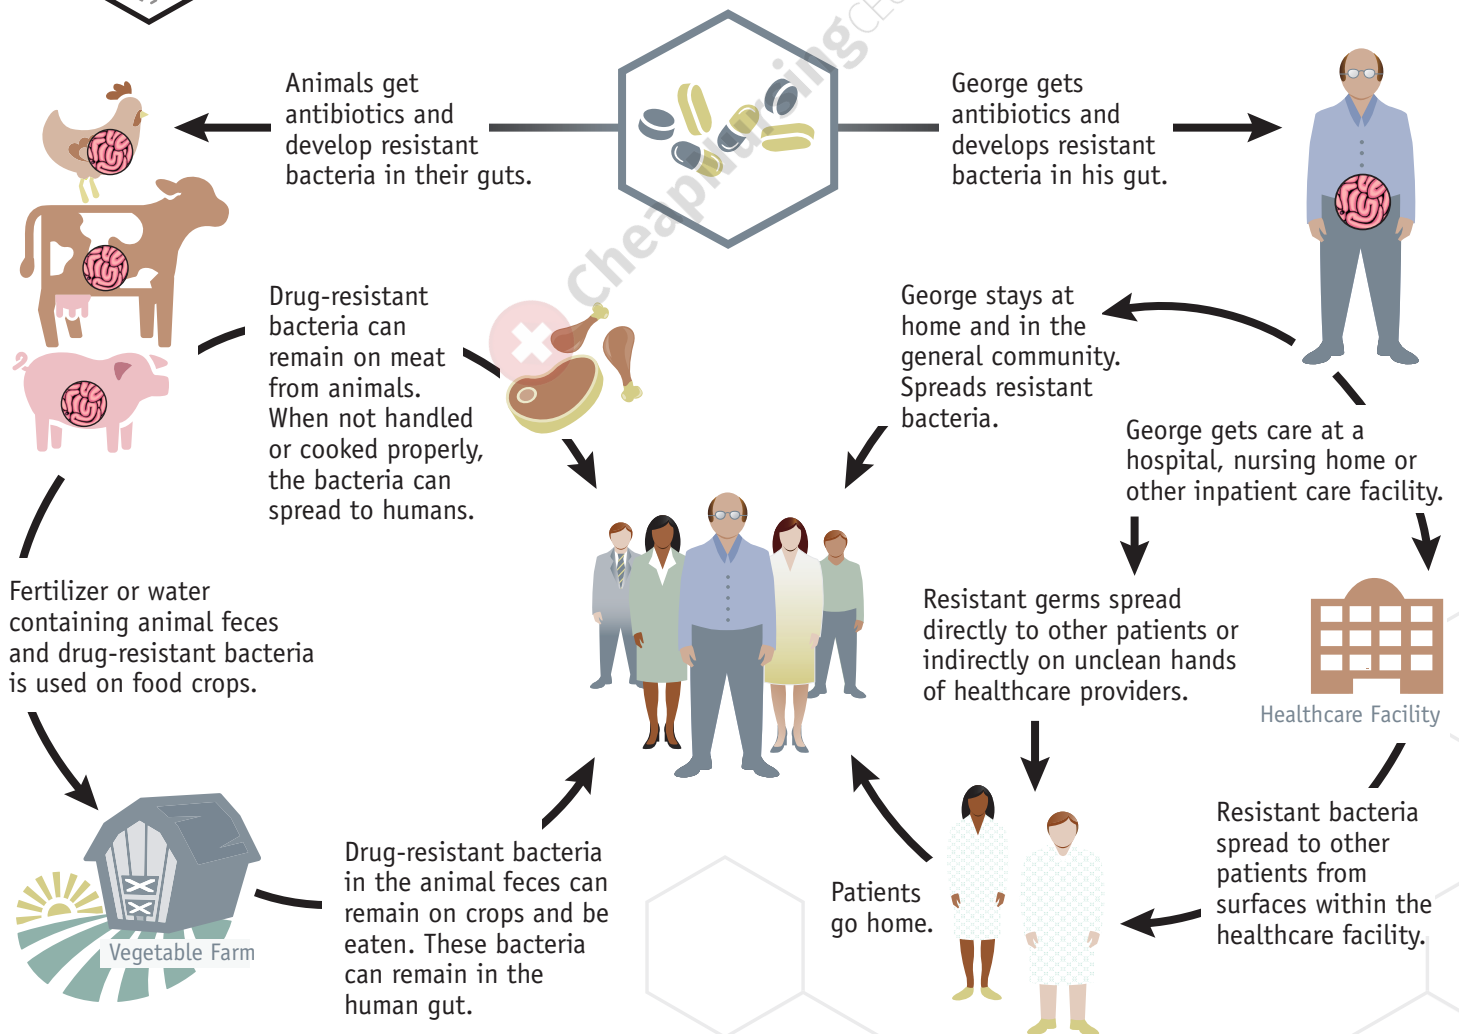 Animals get
antibiotics and
develop resistant
bacteria in their guts.
George gets
antibiotics and
develops resistant
bacteria in his gut.
CheapNursing
Drug-resistant
bacteria can
remain on meat
from animals.
When not handled
or cooked properly,
the bacteria can
spread to humans.
George stays at
home and in the
general community.
Spreads resistant
bacteria.
George gets care at a
hospital, nursing home or
other inpatient care facility.
Fertilizer or water
containing animal feces
and drug-resistant bacteria
is used on food crops.
Resistant germs spread
directly to other patients or
indirectly on unclean hands
of healthcare providers.
Healthcare Facility
Vegetable Farm
Drug-resistant bacteria
in the animal feces can
remain on crops and be
eaten. These bacteria
can remain in the
human gut.
Patients
go home.
Resistant bacteria
spread to other
patients from
surfaces within the
healthcare facility.